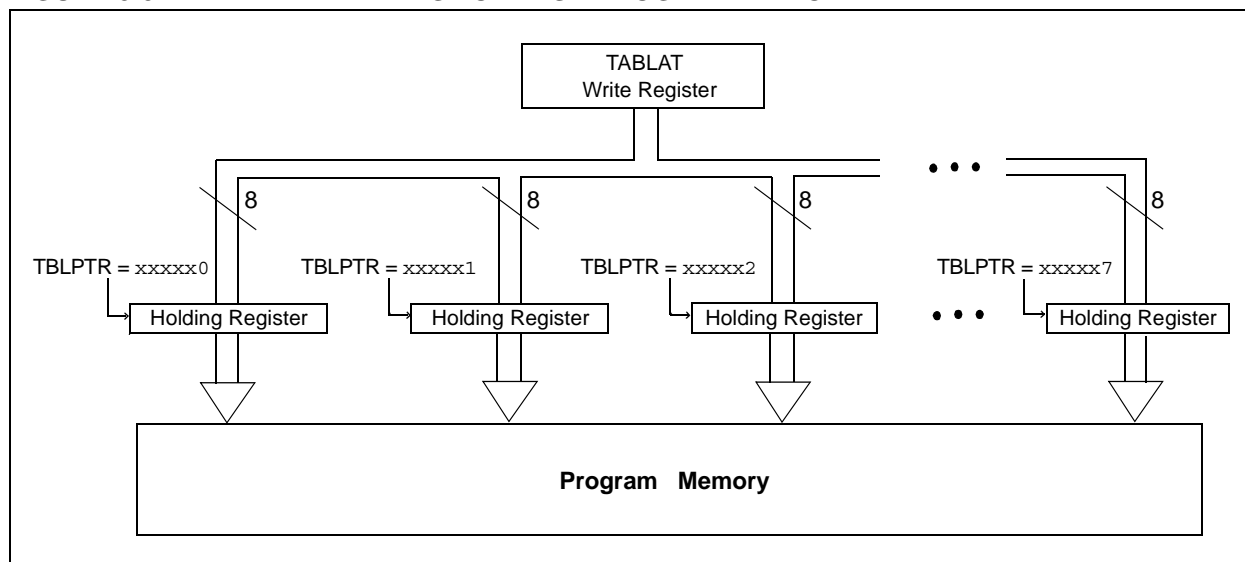 TABLAT
Write Register
8
8
8
8
TBLPTR = xxxxx0
TBLPTR = xxxxx1
TBLPTR = xxxxx2
TBLPTR = xxxxx7
Holding Register
Holding Register
Holding Register
Holding Register
Program Memory